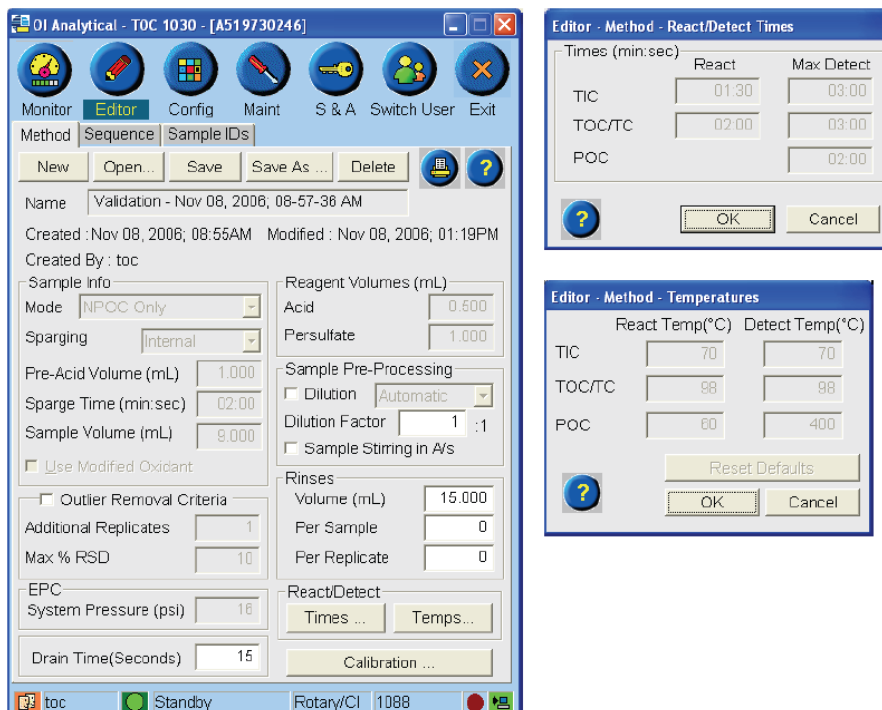 OI Analytical - TOC 1030 - [A519730246]
Monitor Editor Config Maint S & A Switch User Exit
Method Sequence Sample IDs
New Open... Save Save As ... Delete ?
Name Validation - Nov 08, 2006; 08-57-36 AM
Created : Nov 08, 2006; 08:55AM Modified : Nov 08, 2006; 01:19PM
Created By : toc
Sample Info
Mode NPOC Only
Sparging Internal
Pre-Acid Volume (mL) 1.000
Sparge Time (min:sec) 02:00
Sample Volume (mL) 9.000
Use Modified Oxidant
Outlier Removal Criteria
Additional Replicates 1
Max % RSD 10
EPC
System Pressure (psi) 16
Drain Time(Seconds) 15
Reagent Volumes (mL)
Acid 0.500
Persulfate 1.000
Sample Pre-Processing
Dilution Automatic
Dilution Factor 1 :1
Sample Stirring in A/s
Rinses
Volume (mL) 15.000
Per Sample 0
Per Replicate 0
React/Detect
Times ... Temps...
Calibration ...
toc Standby Rotary/Cl 1088
Editor - Method - React/Detect Times
Times (min:sec)
React Max Detect
TIC 01:30 03:00
TOC/TC 02:00 03:00
POC 02:00
? OK Cancel
Editor - Method - Temperatures
React Temp(°C) Detect Temp(°C)
TIC 70 70
TOC/TC 98 98
POC 60 400
Reset Defaults
? OK Cancel